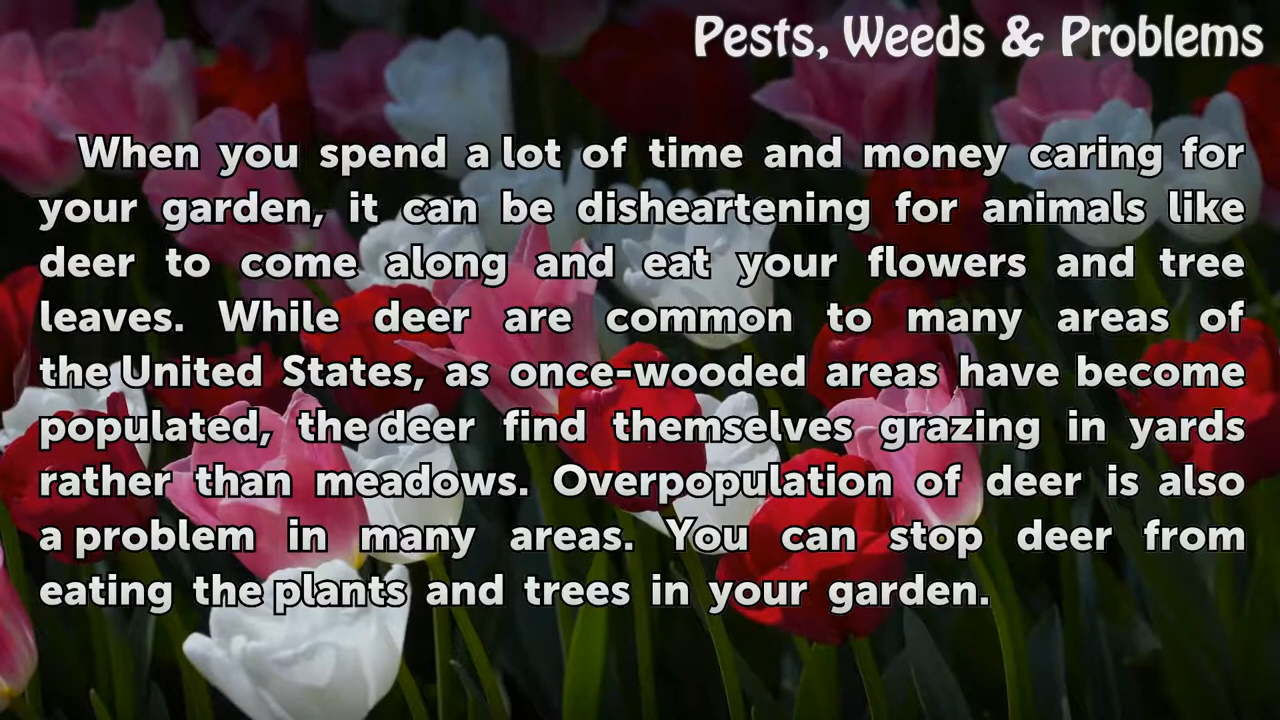 Pests, Weeds & Problems
When you spend a lot of time and money caring for
your garden, it can be disheartening for animals like
deer to come along and eat your flowers and tree
leaves. While deer are common to many areas of
the United States, as once-wooded areas have become
populated, the deer find themselves grazing in yards
rather than meadows. Overpopulation of deer is also
a problem in many areas. You can stop deer from
eating the plants and trees in your garden.